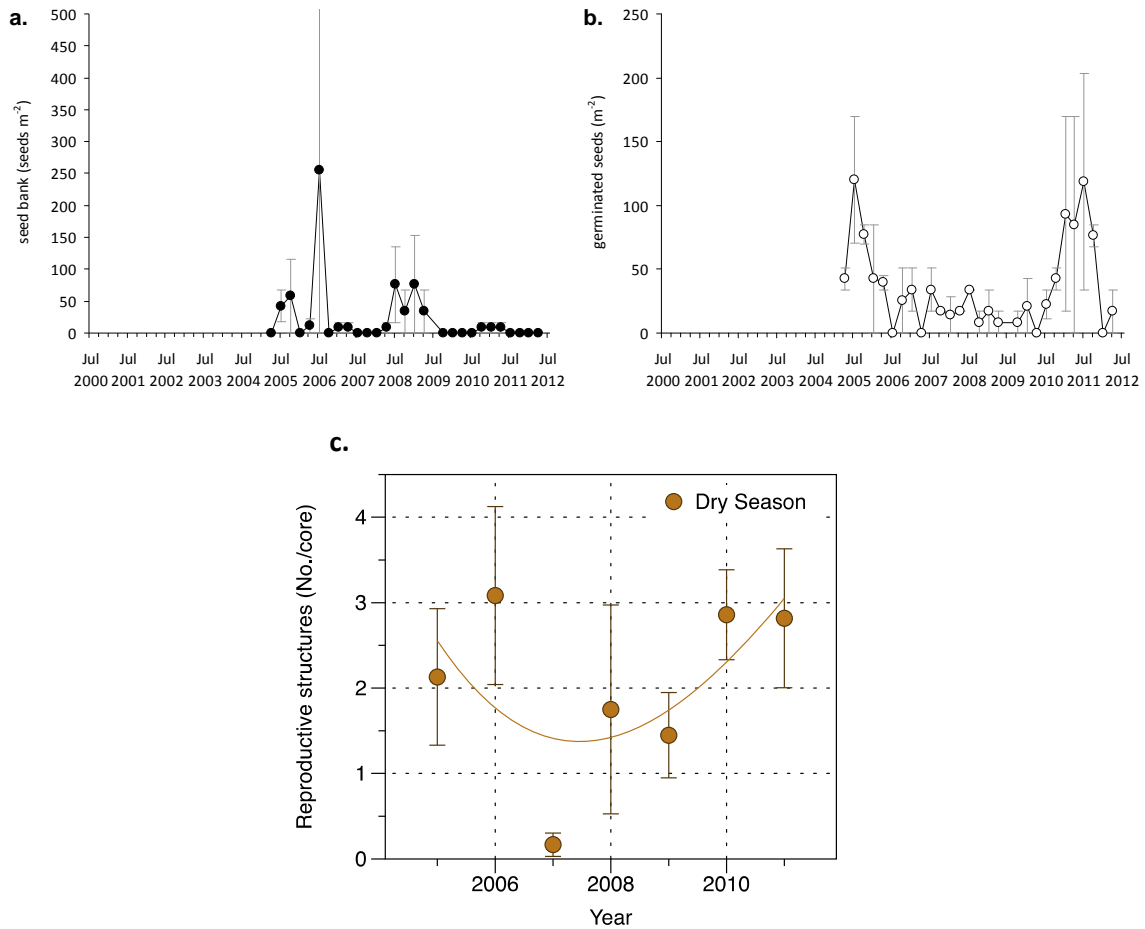 a.
seed bank (seeds m⁻²)
500
450
400
350
300
250
200
150
100
50
0
Jul Jul Jul Jul Jul Jul Jul Jul Jul Jul Jul Jul Jul
2000 2001 2002 2003 2004 2005 2006 2007 2008 2009 2010 2011 2012
b.
germinated seeds (m⁻²)
250
200
150
100
50
0
Jul Jul Jul Jul Jul Jul Jul Jul Jul Jul Jul Jul Jul
2000 2001 2002 2003 2004 2005 2006 2007 2008 2009 2010 2011 2012
c.
Dry Season
Reproductive structures (No./core)
4
3
2
1
0
2006 2008 2010
Year